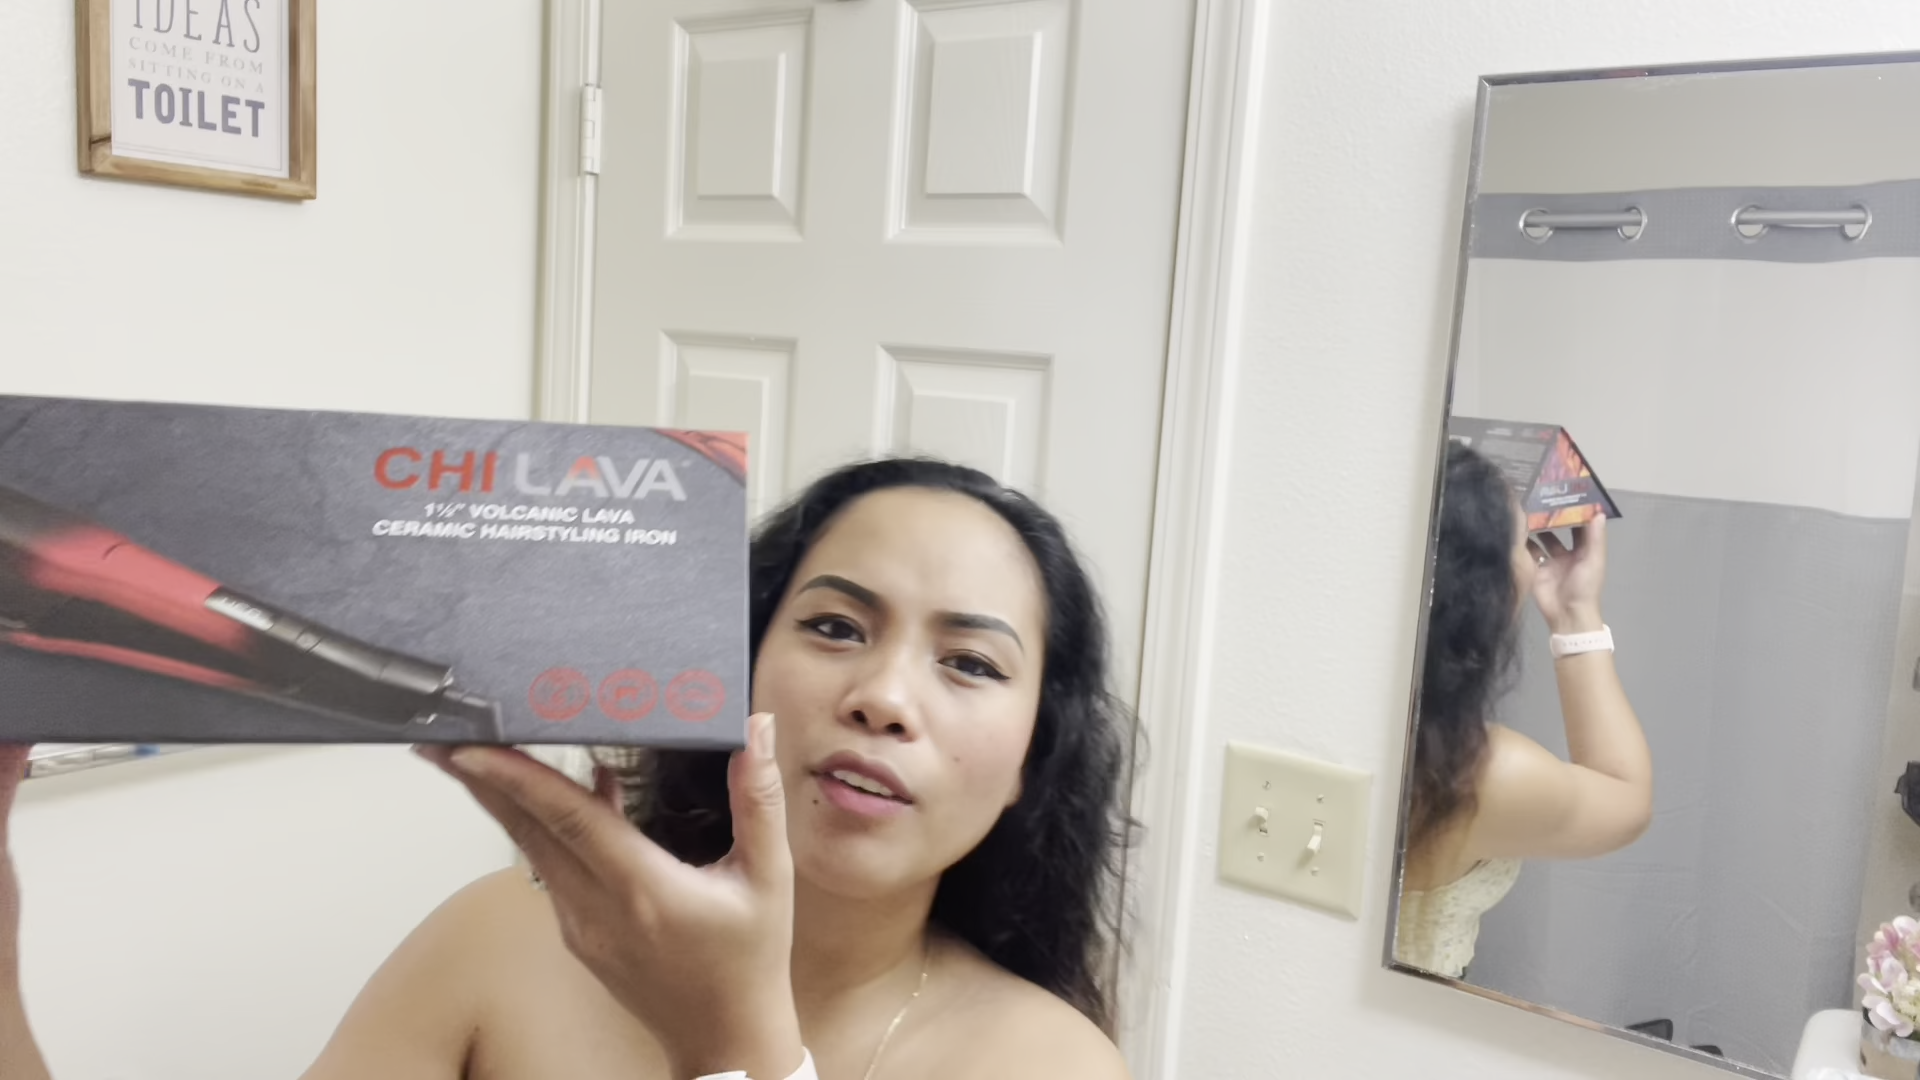 IDEAS
COME FROM
SITTING ON A
TOILET
CHI LAVA
1½" VOLCANIC LAVA
CERAMIC HAIRSTYLING IRON